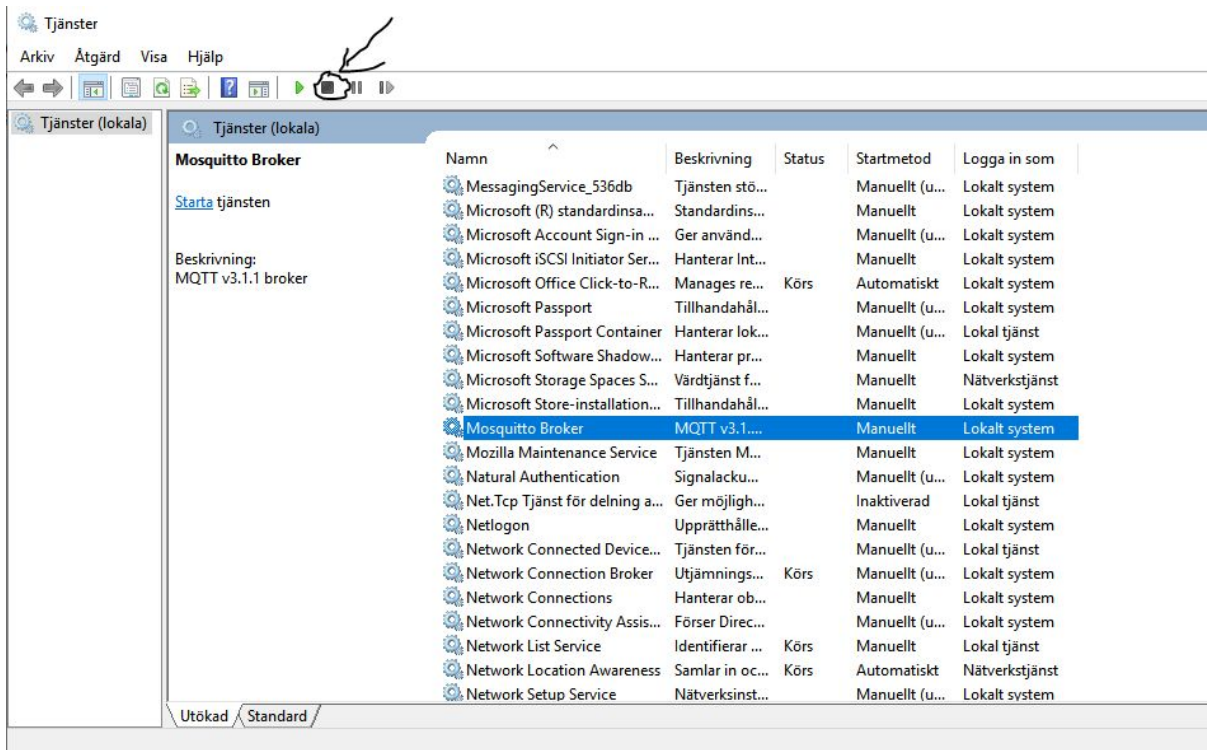 Tjänster
Arkiv Åtgärd Visa Hjälp
Tjänster (lokala)
Tjänster (lokala)
Mosquitto Broker
Starta tjänsten
Beskrivning:
MQTT v3.1.1 broker
Namn Beskrivning Status Startmetod Logga in som
MessagingService_536db Tjänsten stö... Manuellt (u... Lokalt system
Microsoft (R) standardinsa... Standardins... Manuellt Lokalt system
Microsoft Account Sign-in ... Ger använd... Manuellt (u... Lokalt system
Microsoft iSCSI Initiator Ser... Hanterar Int... Manuellt Lokalt system
Microsoft Office Click-to-R... Manages re... Körs Automatiskt Lokalt system
Microsoft Passport Tillhandahål... Manuellt (u... Lokalt system
Microsoft Passport Container Hanterar lok... Manuellt (u... Lokal tjänst
Microsoft Software Shadow... Hanterar pr... Manuellt Lokalt system
Microsoft Storage Spaces S... Värdtjänst f... Manuellt Nätverkstjänst
Microsoft Store-installation... Tillhandahål... Manuellt Lokalt system
Mosquitto Broker MQTT v3.1.... Manuellt Lokalt system
Mozilla Maintenance Service Tjänsten M... Manuellt Lokalt system
Natural Authentication Signalacku... Manuellt (u... Lokalt system
Net.Tcp Tjänst för delning a... Ger möjligh... Inaktiverad Lokal tjänst
Netlogon Upprätthålle... Manuellt Lokalt system
Network Connected Device... Tjänsten för... Manuellt (u... Lokal tjänst
Network Connection Broker Utjämnings... Körs Manuellt (u... Lokalt system
Network Connections Hanterar ob... Manuellt Lokalt system
Network Connectivity Assis... Förser Direc... Manuellt (u... Lokalt system
Network List Service Identifierar ... Körs Manuellt Lokal tjänst
Network Location Awareness Samlar in oc... Körs Automatiskt Nätverkstjänst
Network Setup Service Nätverksinst... Manuellt (u... Lokalt system
Utökad Standard